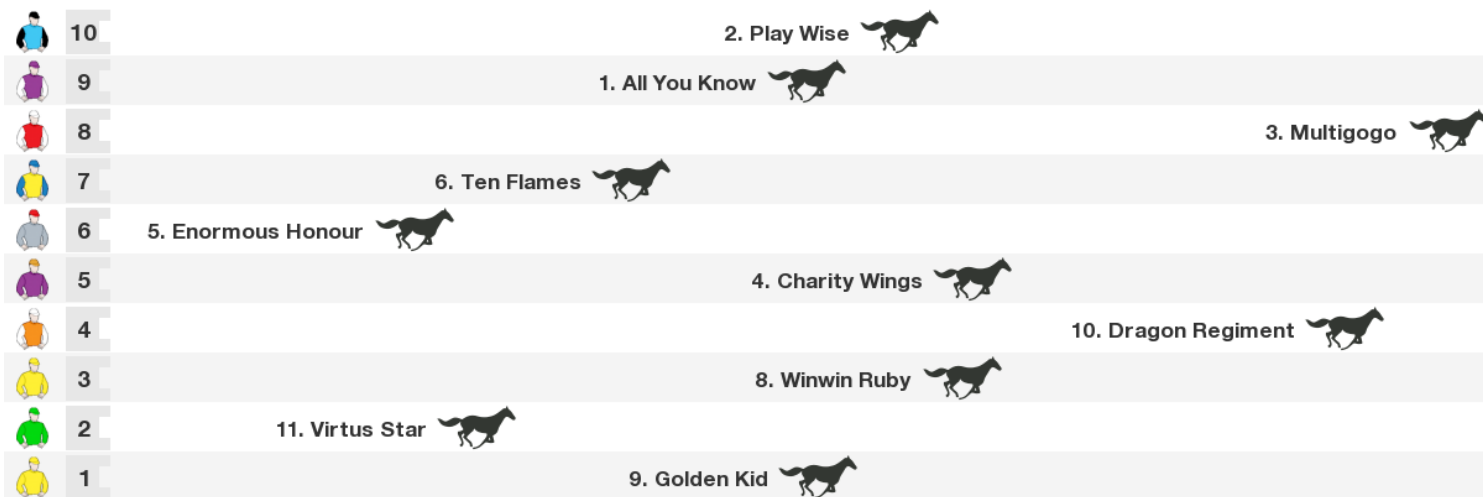 10 2. Play Wise
9 1. All You Know
8 3. Multigogo
7 6. Ten Flames
6 5. Enormous Honour
5 4. Charity Wings
4 10. Dragon Regiment
3 8. Winwin Ruby
2 11. Virtus Star
1 9. Golden Kid